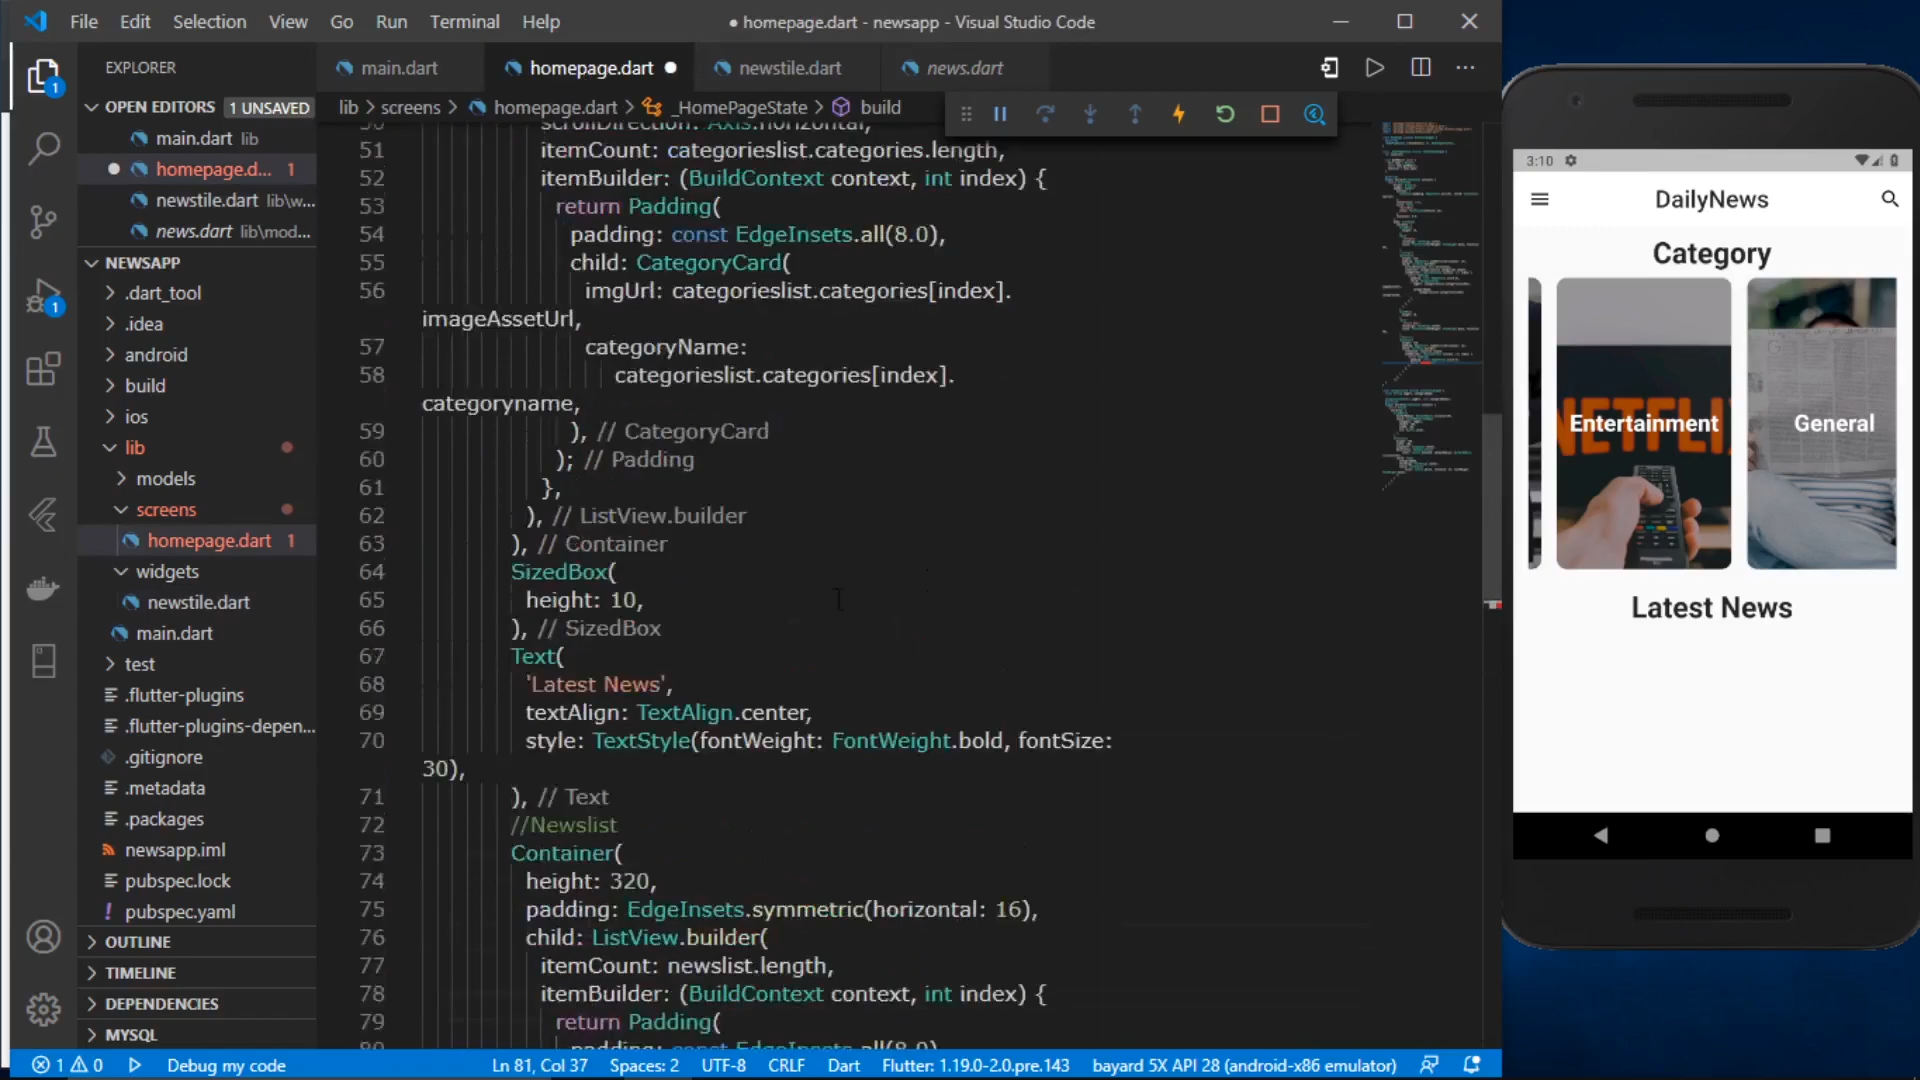 File Edit Selection View Go Run Terminal Help
● homepage.dart - newsapp - Visual Studio Code
EXPLORER
main.dart
homepage.dart
newstile.dart
news.dart
OPEN EDITORS 1 UNSAVED
main.dart lib
homepage.d... 1
newstile.dart lib\w...
news.dart lib\mod...
NEWSAPP
.dart_tool
.idea
android
build
ios
lib
models
screens
homepage.dart 1
widgets
newstile.dart
main.dart
test
.flutter-plugins
.flutter-plugins-depen...
.gitignore
.metadata
.packages
newsapp.iml
pubspec.lock
pubspec.yaml
OUTLINE
TIMELINE
DEPENDENCIES
MYSQL
lib > screens > homepage.dart > _HomePageState > build
50 scrollDirection: Axis.horizontal,
51 itemCount: categorieslist.categories.length,
52 itemBuilder: (BuildContext context, int index) {
53 return Padding(
54 padding: const EdgeInsets.all(8.0),
55 child: CategoryCard(
56 imgUrl: categorieslist.categories[index].
imageAssetUrl,
57 categoryName:
58 categorieslist.categories[index].
categoryname,
59 ), // CategoryCard
60 ); // Padding
61 },
62 ), // ListView.builder
63 ), // Container
64 SizedBox(
65 height: 10,
66 ), // SizedBox
67 Text(
68 'Latest News',
69 textAlign: TextAlign.center,
70 style: TextStyle(fontWeight: FontWeight.bold, fontSize:
30),
71 ), // Text
72 //Newslist
73 Container(
74 height: 320,
75 padding: EdgeInsets.symmetric(horizontal: 16),
76 child: ListView.builder(
77 itemCount: newslist.length,
78 itemBuilder: (BuildContext context, int index) {
79 return Padding(
80 padding: const EdgeInsets.all(8.0)
1 0 Debug my code Ln 81, Col 37 Spaces: 2 UTF-8 CRLF Dart Flutter: 1.19.0-2.0.pre.143 bayard 5X API 28 (android-x86 emulator)
3:10
DailyNews
Category
NETFLI
Entertainment
General
Latest News